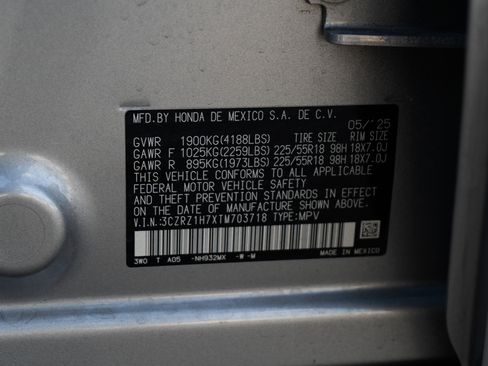 MFD.BY HONDA DE MEXICO S.A. DE C.V.
05/'25
GVWR 1900KG(4188LBS) TIRE SIZE RIM SIZE
GAWR F 1025KG(2259LBS) 225/55R18 98H 18X7.0J
GAWR R 895KG(1973LBS) 225/55R18 98H 18X7.0J
THIS VEHICLE CONFORMS TO ALL APPLICABLE
FEDERAL MOTOR VEHICLE SAFETY
AND THEFT PREVENTION STANDARDS IN EFFECT
ON THE DATE OF MANUFACTURE SHOWN ABOVE.
V.I.N.:3CZRZ1H7XTM703718 TYPE:MPV
3W0 T A05 -NH932MX -W -M MADE IN MEXICO